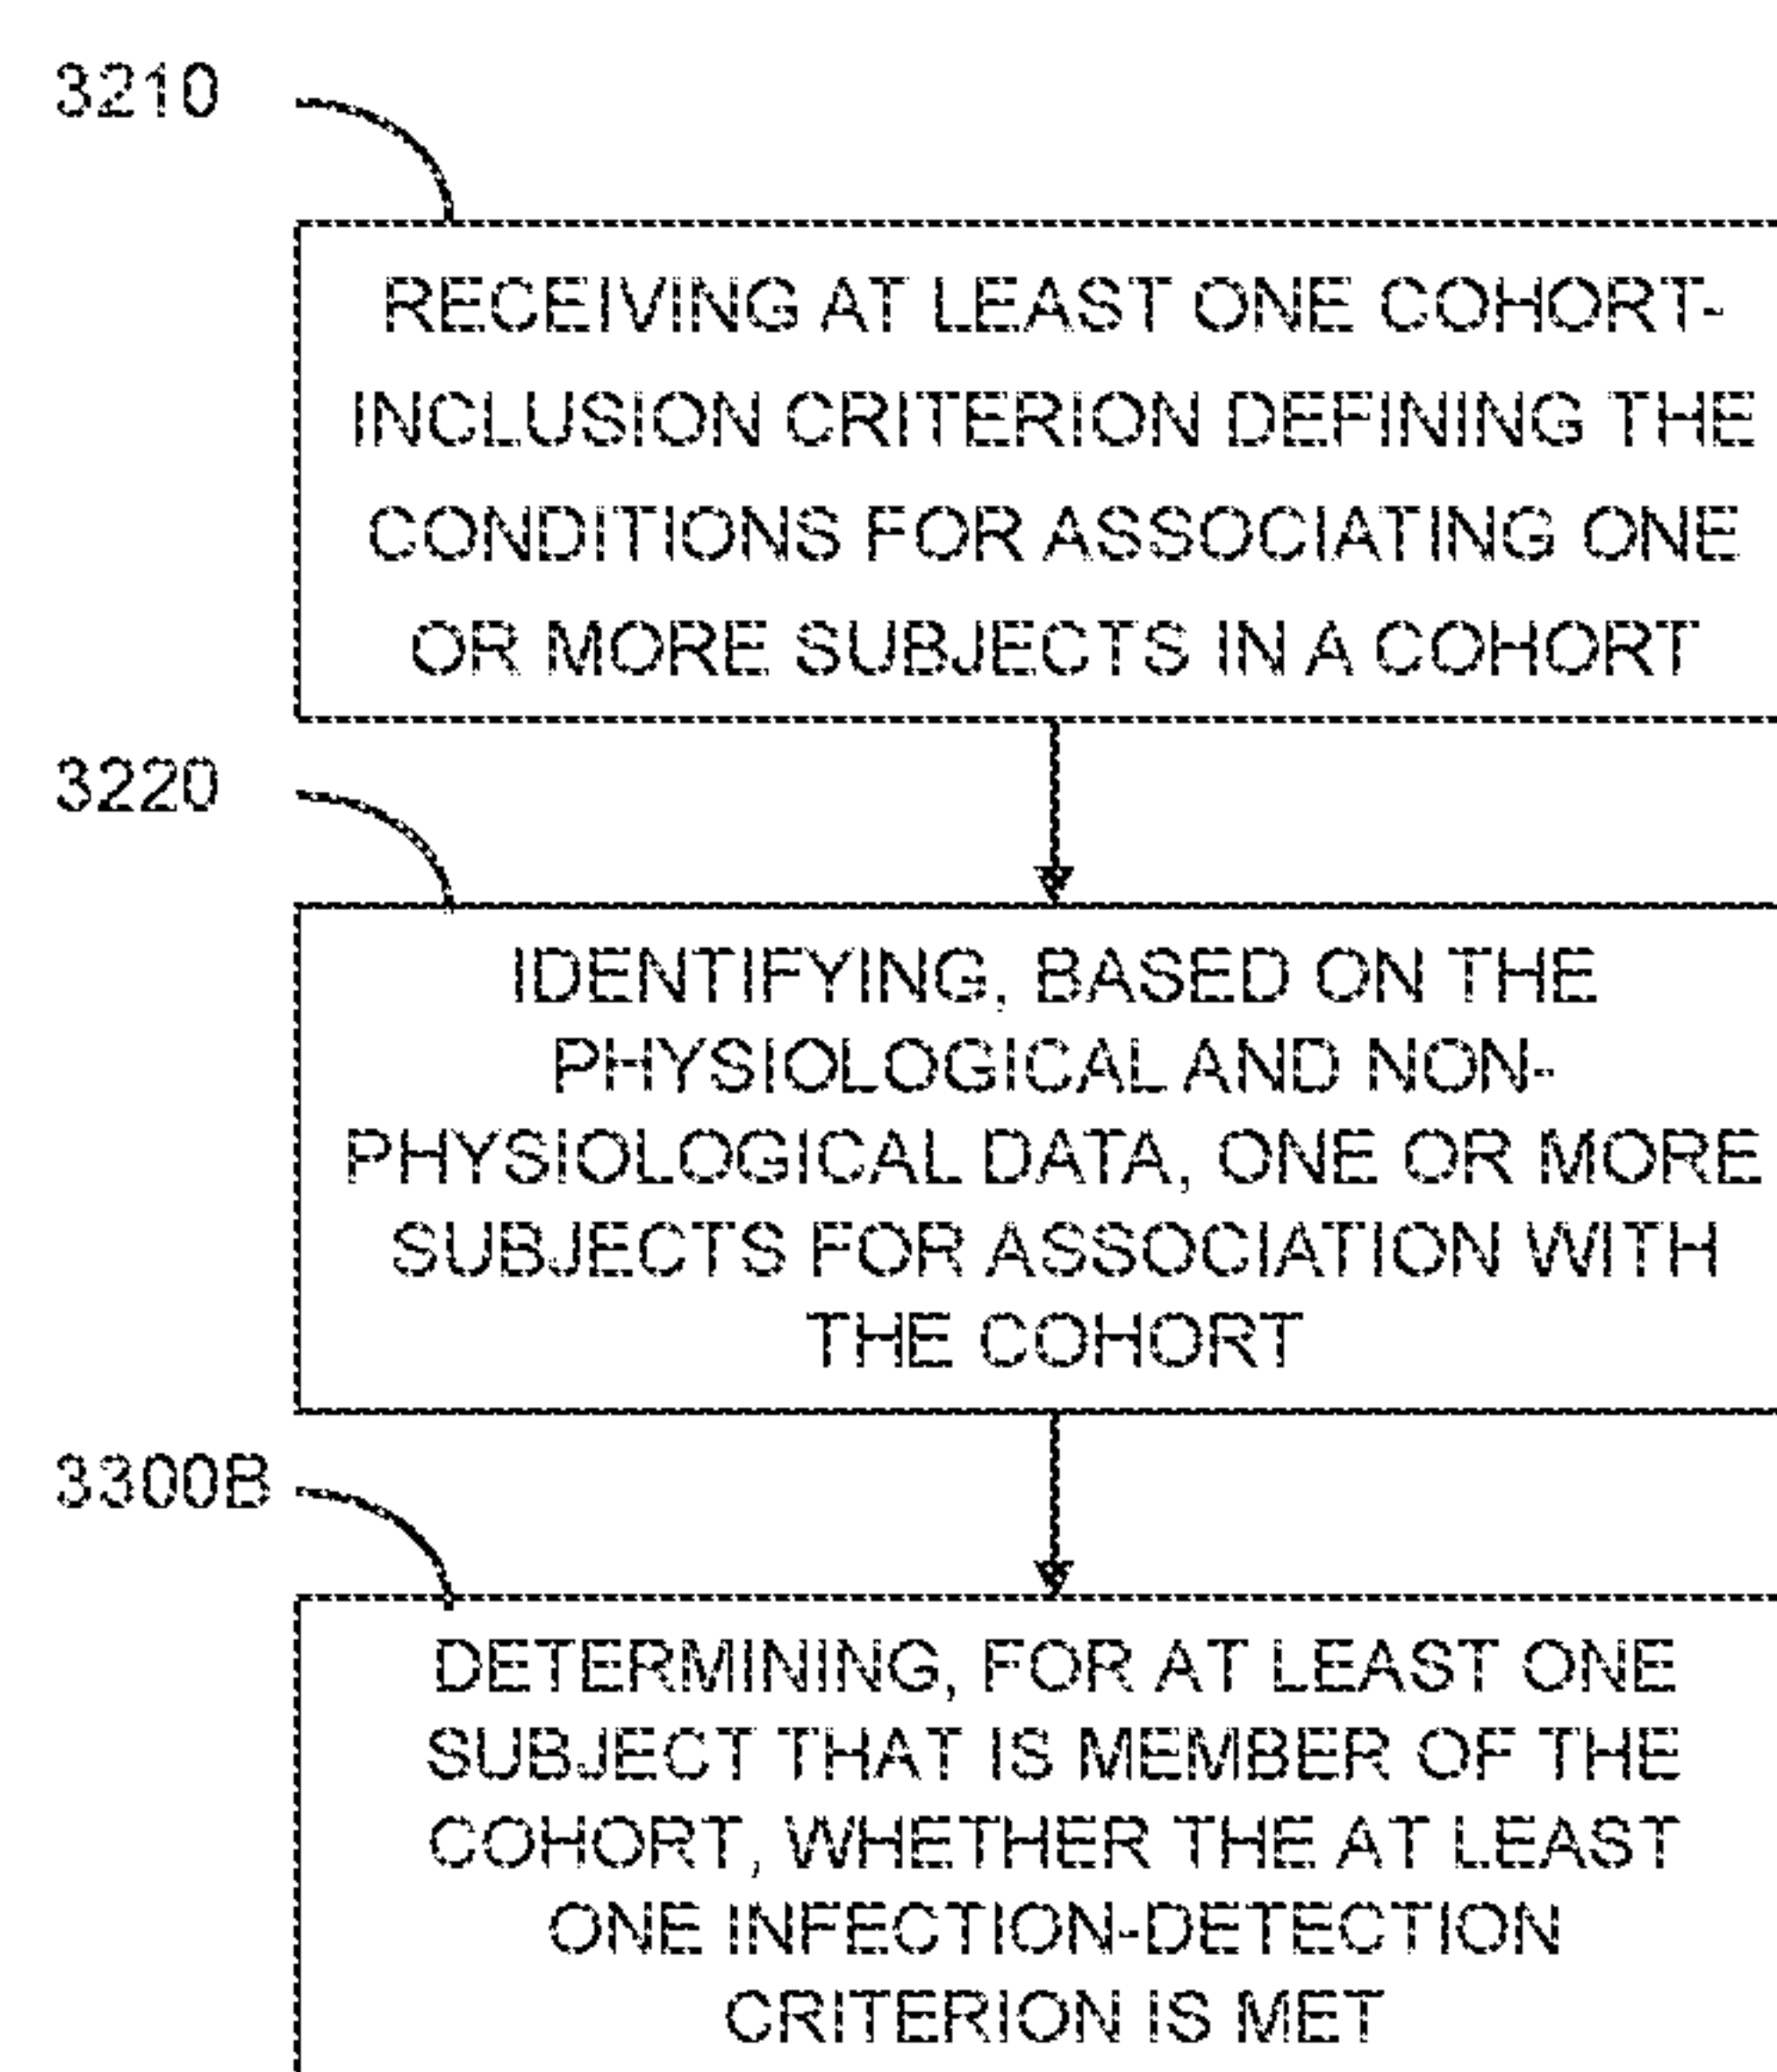 3210
RECEIVING AT LEAST ONE COHORT-
INCLUSION CRITERION DEFINING THE
CONDITIONS FOR ASSOCIATING ONE
OR MORE SUBJECTS IN A COHORT
3220
IDENTIFYING, BASED ON THE
PHYSIOLOGICAL AND NON-
PHYSIOLOGICAL DATA, ONE OR MORE
SUBJECTS FOR ASSOCIATION WITH
THE COHORT
3300B
DETERMINING, FOR AT LEAST ONE
SUBJECT THAT IS MEMBER OF THE
COHORT, WHETHER THE AT LEAST
ONE INFECTION-DETECTION
CRITERION IS MET